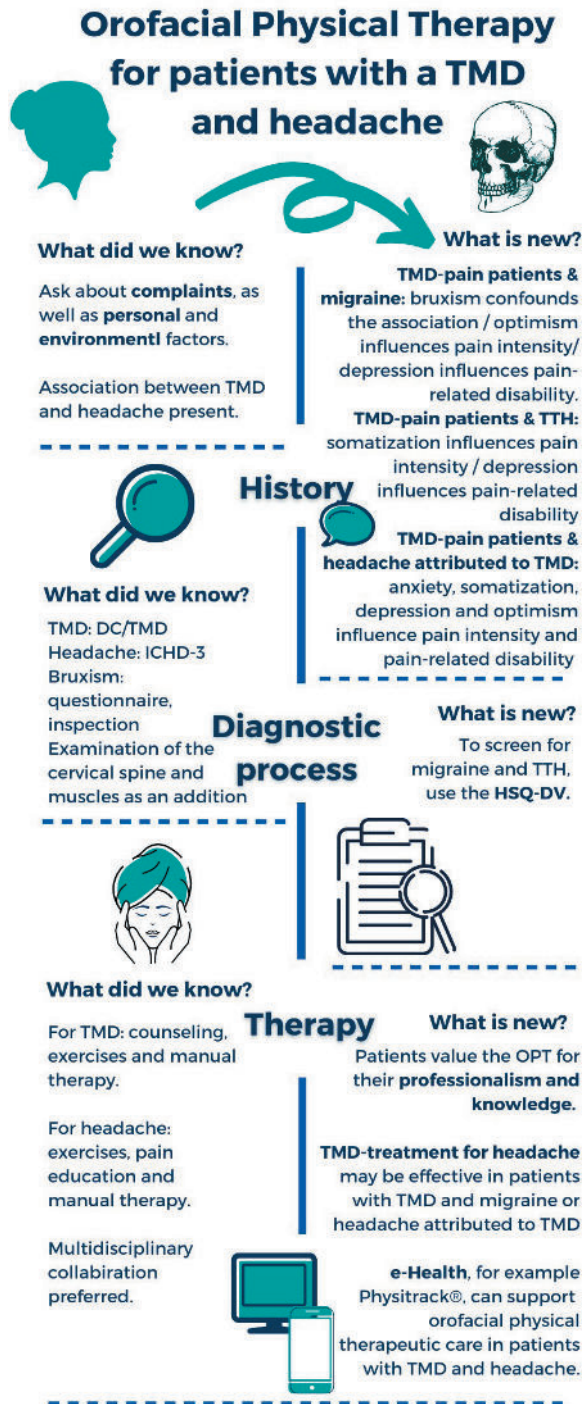 Orofacial Physical Therapy
for patients with a TMD
and headache
What did we know?
Ask about complaints, as
well as personal and
environmentl factors.
Association between TMD
and headache present.
What is new?
TMD-pain patients &
migraine: bruxism confounds
the association / optimism
influences pain intensity/
depression influences pain-
related disability.
TMD-pain patients & TTH:
somatization influences pain
intensity / depression
influences pain-related
disability
TMD-pain patients &
headache attributed to TMD:
anxiety, somatization,
depression and optimism
influence pain intensity and
pain-related disability
History
What did we know?
TMD: DC/TMD
Headache: ICHD-3
Bruxism:
questionnaire,
inspection
Examination of the
cervical spine and
muscles as an addition
Diagnostic
process
What is new?
To screen for
migraine and TTH,
use the HSQ-DV.
What did we know?
For TMD: counseling,
exercises and manual
therapy.
For headache:
exercises, pain
education and
manual therapy.
Multidisciplinary
collabiration
preferred.
Therapy
What is new?
Patients value the OPT for
their professionalism and
knowledge.
TMD-treatment for headache
may be effective in patients
with TMD and migraine or
headache attributed to TMD
e-Health, for example
Physitrack®, can support
orofacial physical
therapeutic care in patients
with TMD and headache.